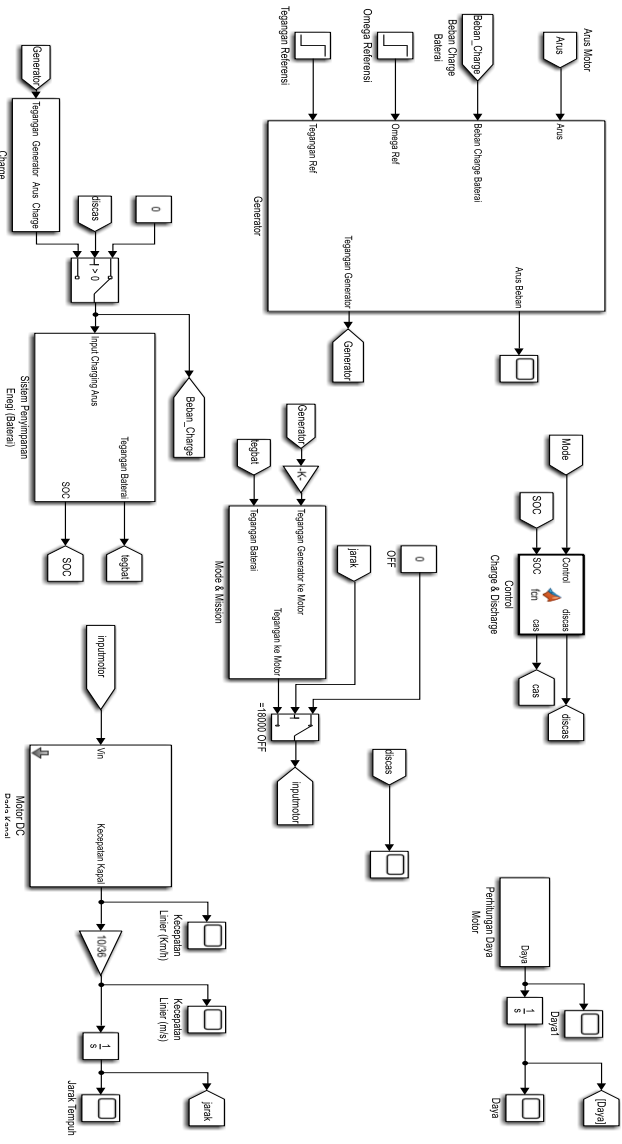 Arus Motor
Arus
Beban_Charge
Beban Charge
Baterai
Omega Referensi
Tegangan Referensi
Arus
Beban Charge Baterai
Omega Ref
Tegangan Ref
Arus Beban
Tegangan Generator
Generator
Generator
Mode
SOC
Control
SOC
fcn
discas
cas
Control
Charge & Discharge
discas
cas
Perhitungan Daya
Motor
Daya
Daya1
1
s
[Daya]
Daya
discas
0
OFF
jarak
Generator
-K-
tegbat
Tegangan Generator ke Motor
Tegangan Baterai
Tegangan ke Motor
Mode & Mission
=18000 OFF
inputmotor
0
discas
Generator
Tegangan Generator
Arus Charge
Charge
> 0
Beban_Charge
Input Charging Arus
Tegangan Baterai
SOC
Sistem Penyimpanan
Enegi (Baterai)
tegbat
SOC
inputmotor
Vin
Kecepatan Kapal
Motor DC
Kecepatan
Linier (Km/h)
10/36
Kecepatan
Linier (m/s)
1
s
jarak
Jarak Tempuh